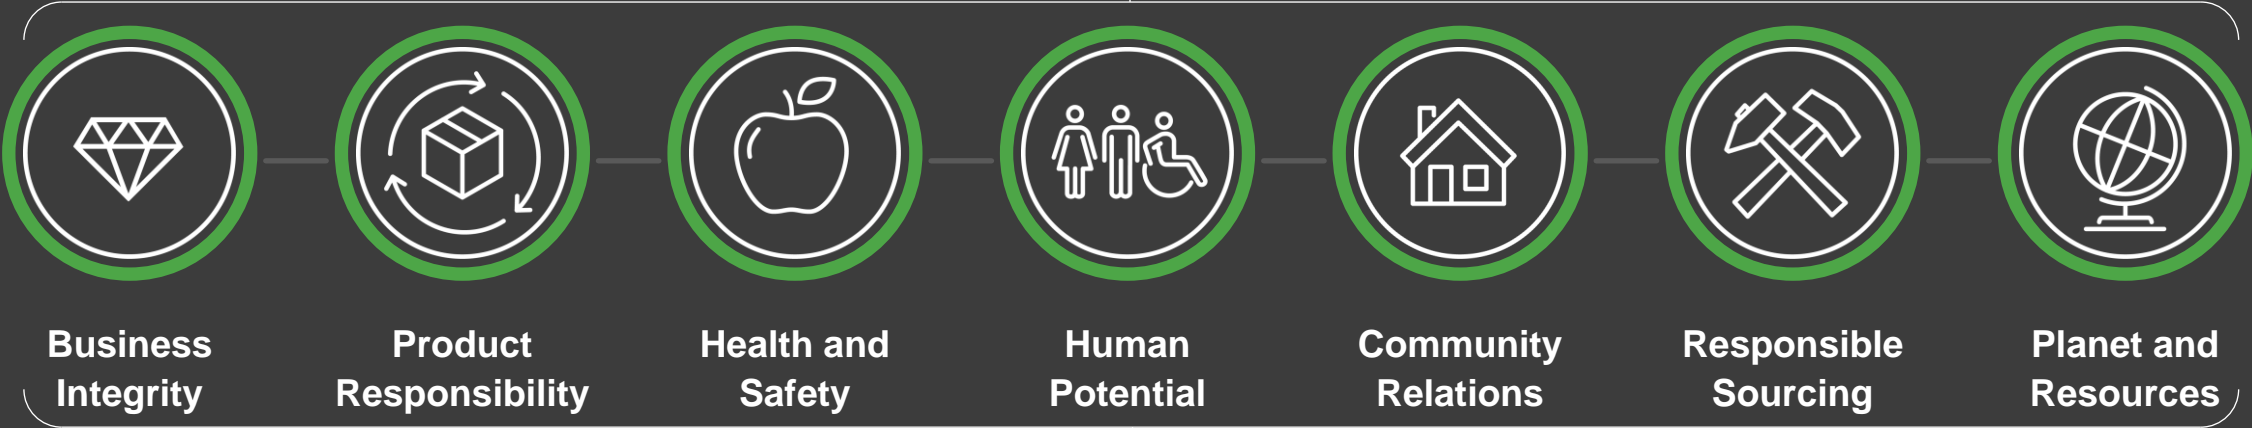 Business
Integrity
Product
Responsibility
Health and
Safety
Human
Potential
Community
Relations
Responsible
Sourcing
Planet and
Resources